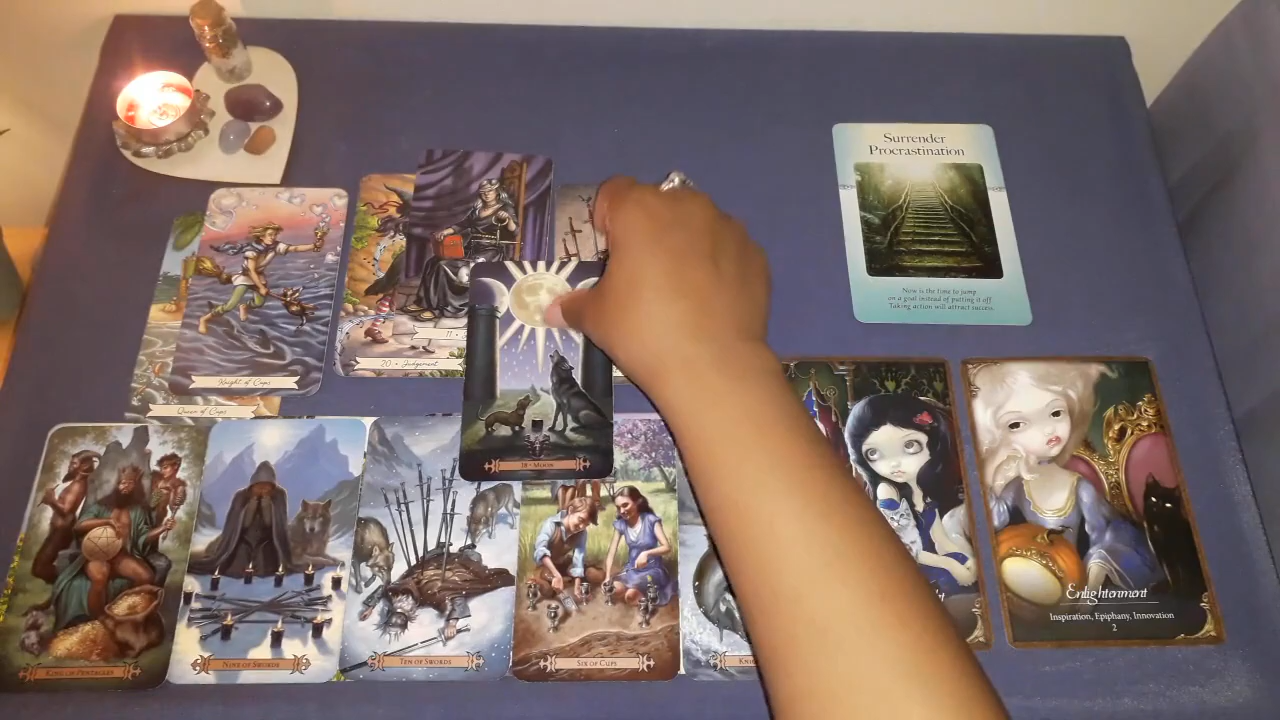 Surrender
Procrastination
Now is the time to jump
on a goal instead of putting it off.
Taking action will attract success.
Knight of Cups
Queen of Cups
20 • Judgement
11 •
18 • Moon
King of Pentacles
Nine of Swords
Ten of Swords
Six of Cups
Enlightenment
Inspiration, Epiphany, Innovation
2